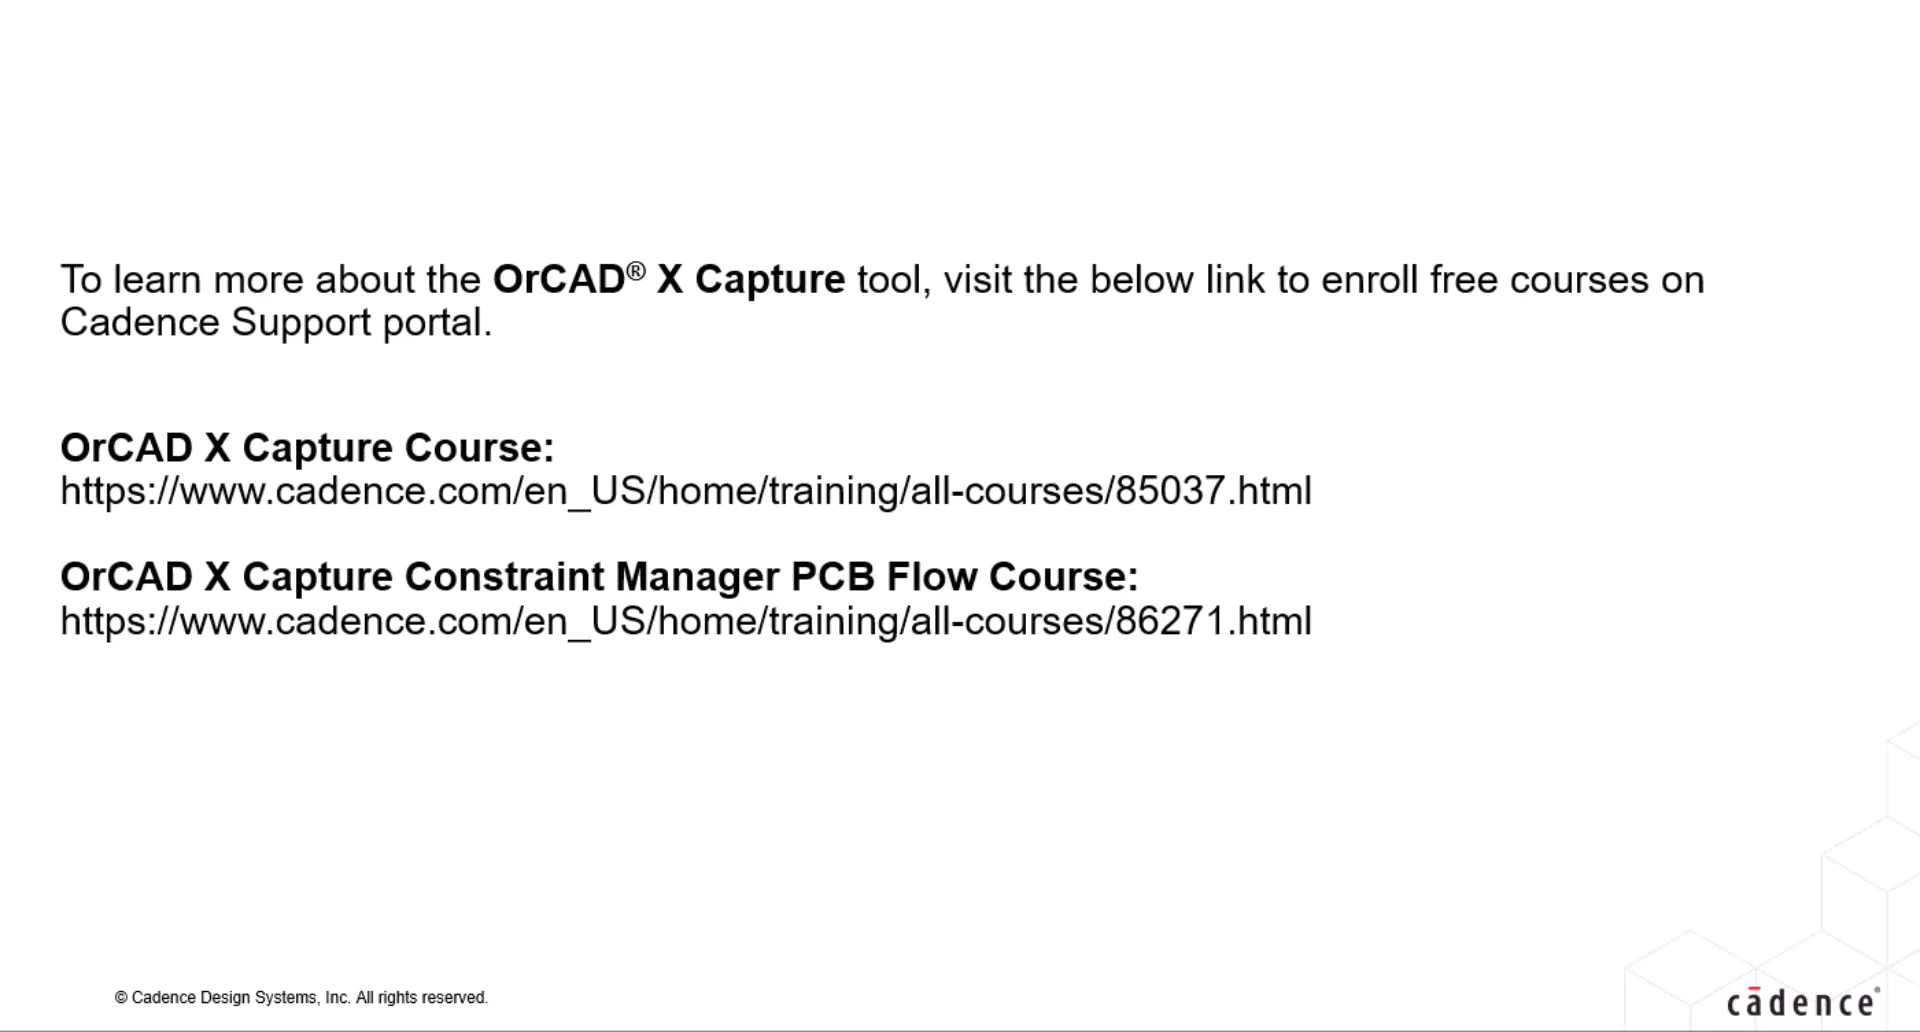 To learn more about the OrCAD® X Capture tool, visit the below link to enroll free courses on
Cadence Support portal.
OrCAD X Capture Course:
https://www.cadence.com/en_US/home/training/all-courses/85037.html
OrCAD X Capture Constraint Manager PCB Flow Course:
https://www.cadence.com/en_US/home/training/all-courses/86271.html
© Cadence Design Systems, Inc. All rights reserved.
cādence®